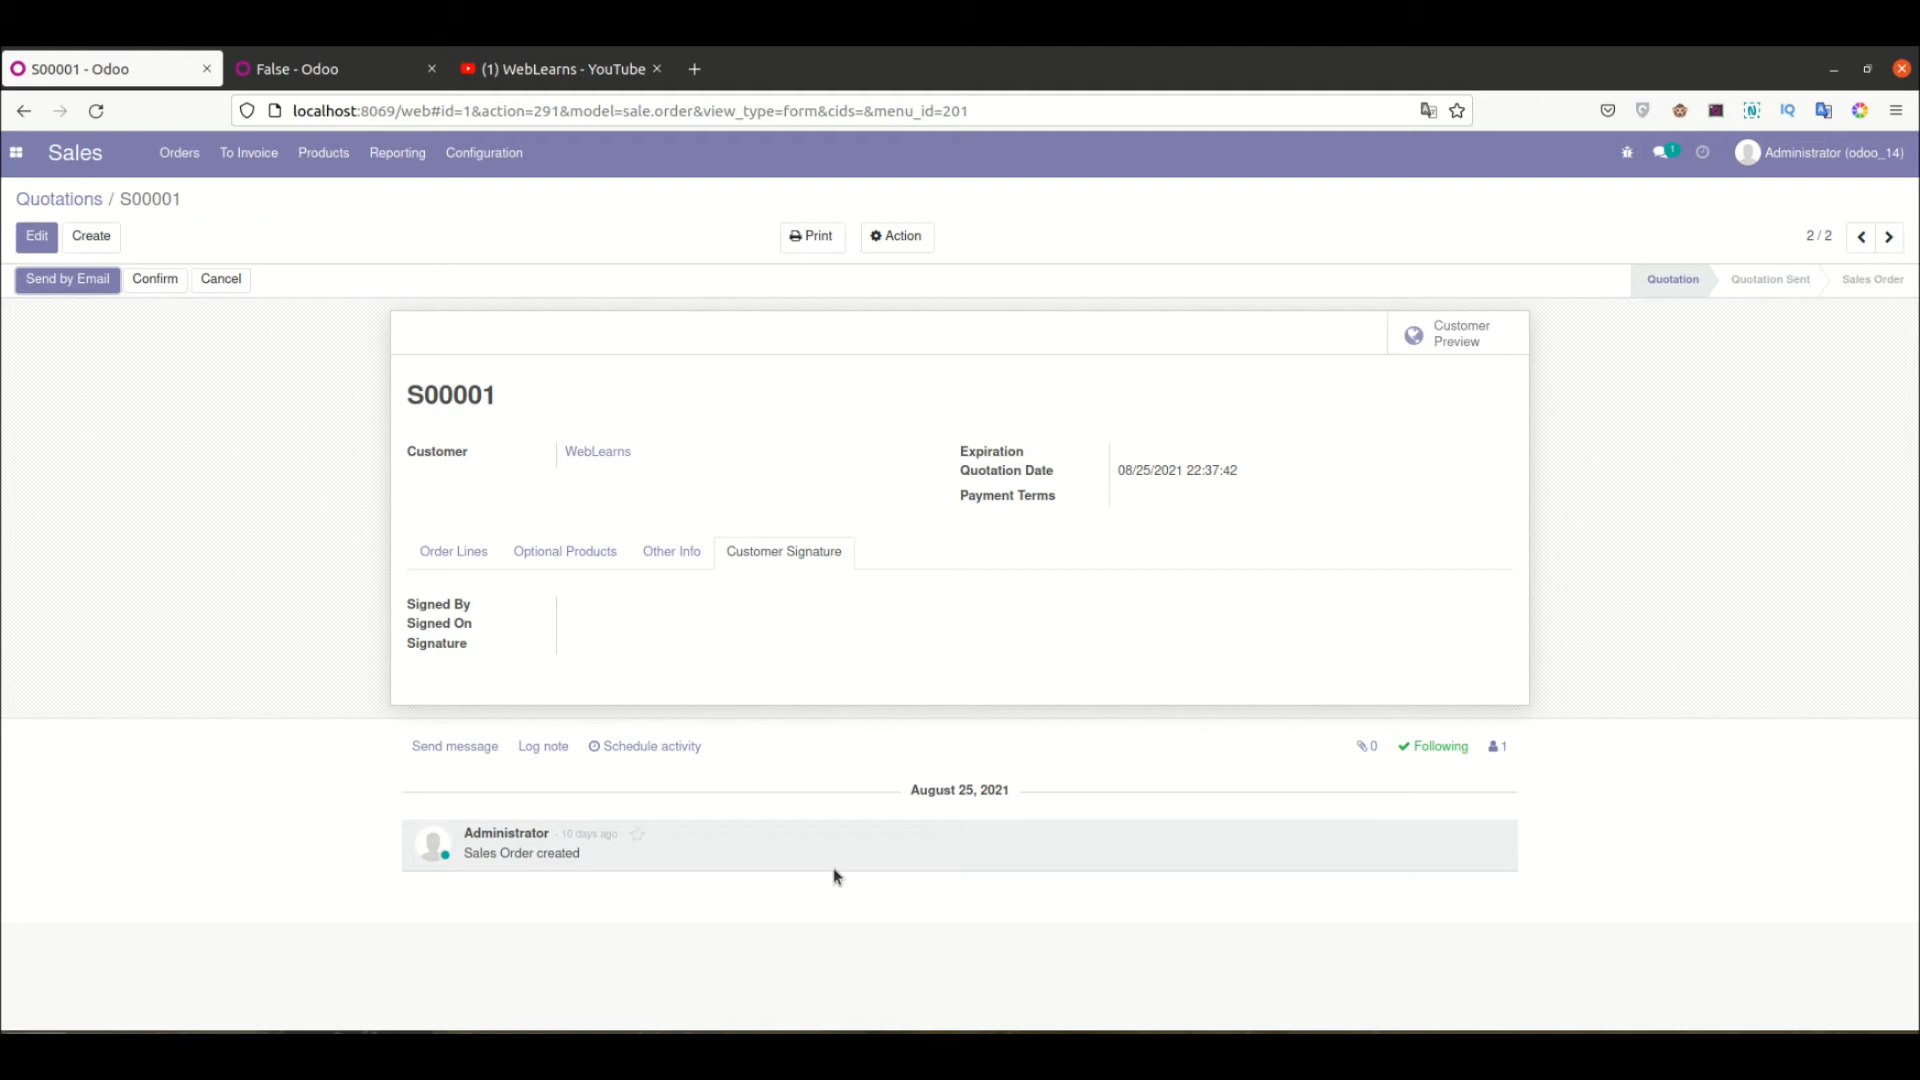 S00001 - Odoo
False - Odoo
(1) WebLearns - YouTube
localhost:8069/web#id=1&action=291&model=sale.order&view_type=form&cids=&menu_id=201
Sales
Orders
To Invoice
Products
Reporting
Configuration
1
Administrator (odoo_14)
Quotations / S00001
Edit
Create
Print
Action
2 / 2
Send by Email
Confirm
Cancel
Quotation
Quotation Sent
Sales Order
Customer
Preview
S00001
Customer
WebLearns
Expiration
Quotation Date
08/25/2021 22:37:42
Payment Terms
Order Lines
Optional Products
Other Info
Customer Signature
Signed By
Signed On
Signature
Send message
Log note
Schedule activity
0
Following
1
August 25, 2021
Administrator - 10 days ago
Sales Order created